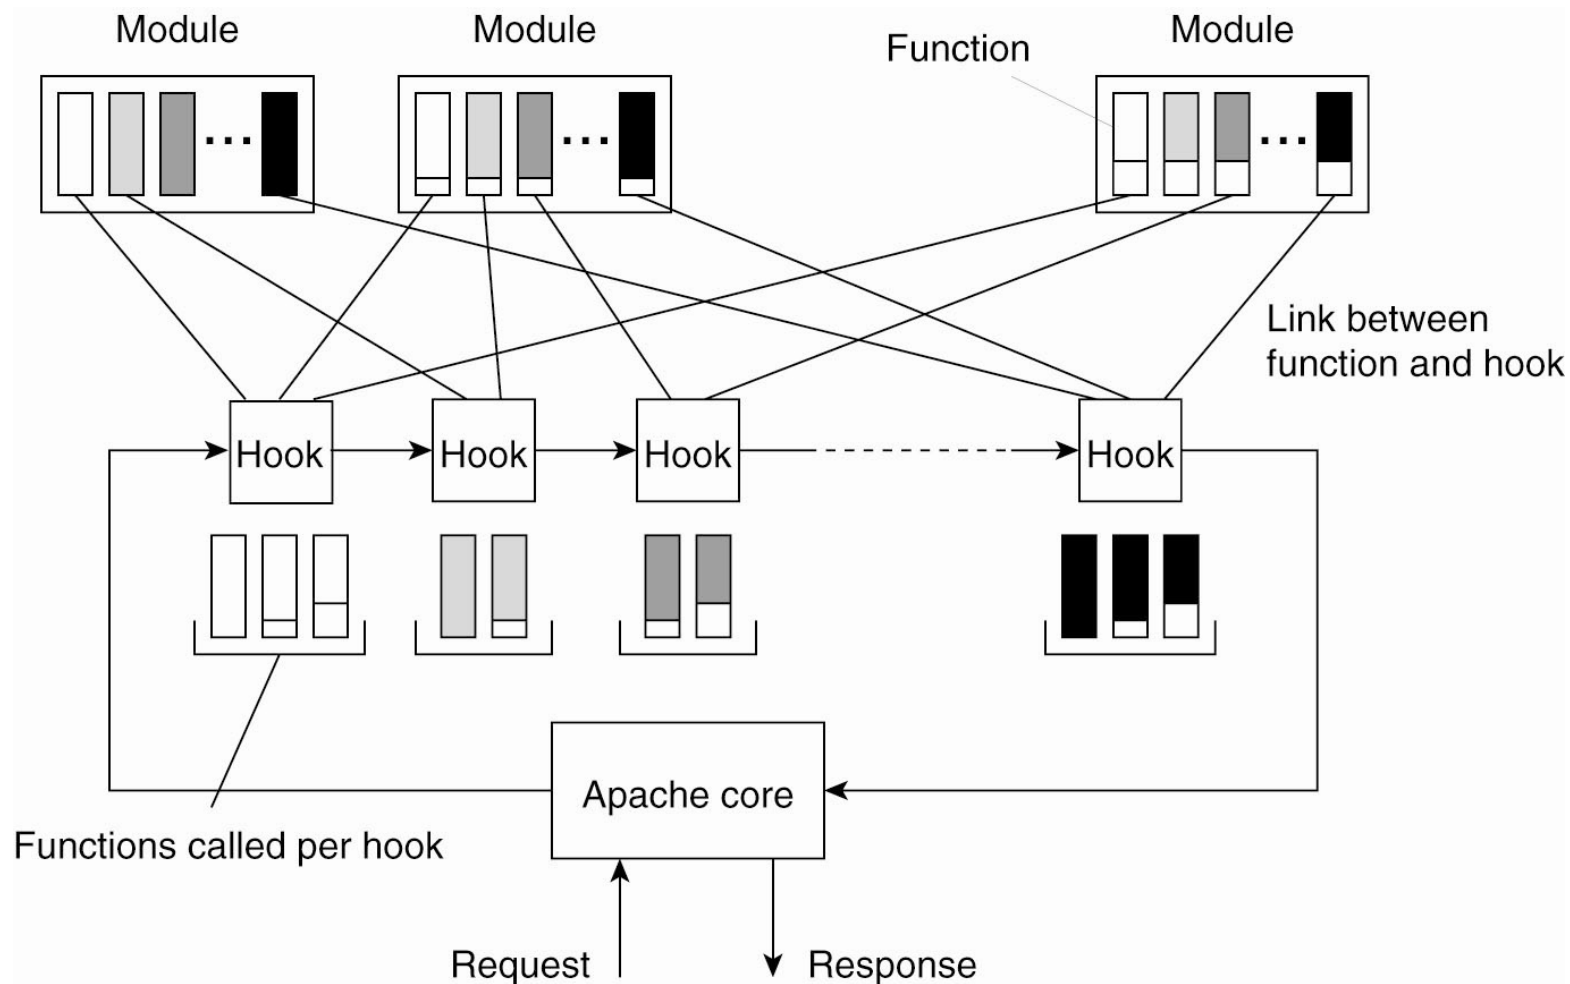 Module
Module
Module
Function
...
...
...
Link between
function and hook
Hook
Hook
Hook
Hook
Apache core
Functions called per hook
Request
Response